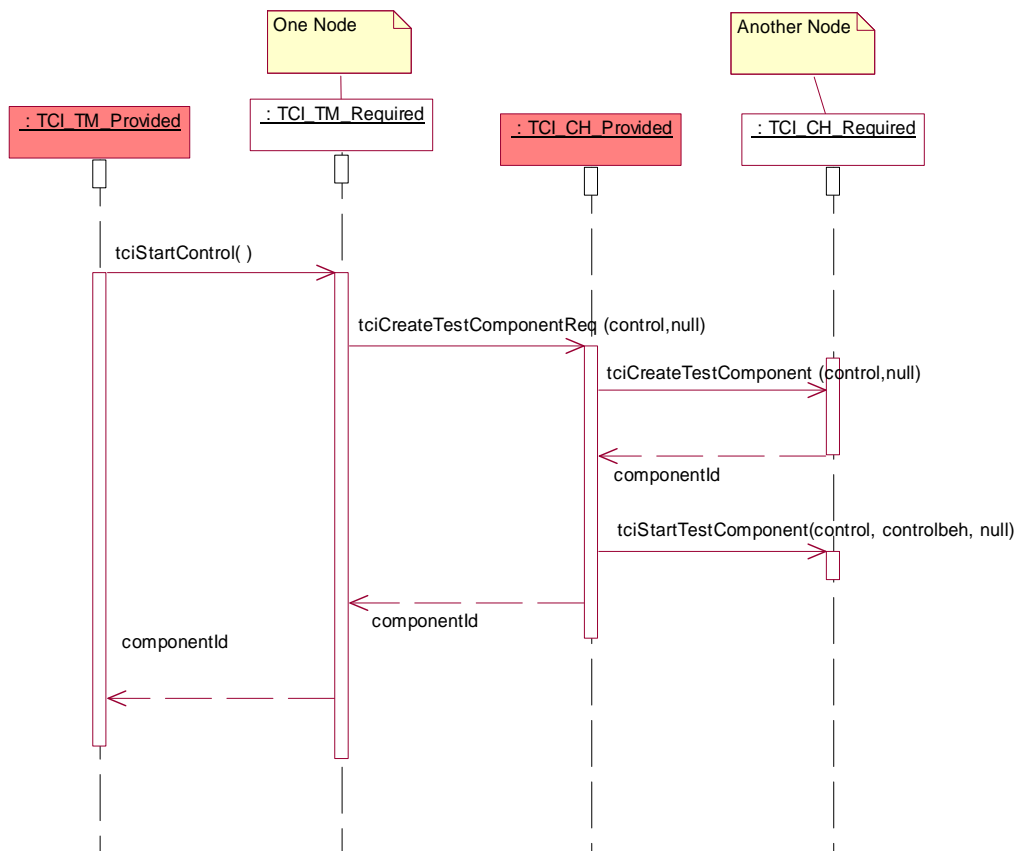 One Node
Another Node
: TCI_TM_Provided
: TCI_TM_Required
: TCI_CH_Provided
: TCI_CH_Required
tciStartControl( )
tciCreateTestComponentReq (control,null)
tciCreateTestComponent (control,null)
componentId
tciStartTestComponent(control, controlbeh, null)
componentId
componentId